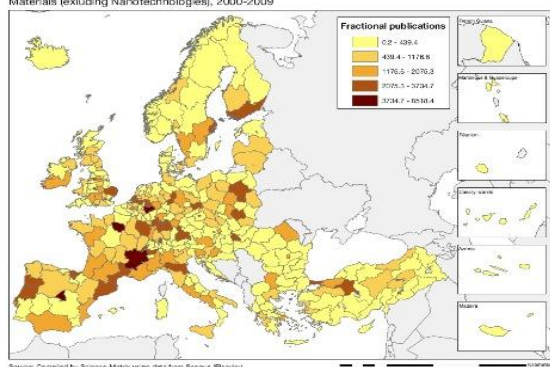 Materials (exluding Nanotechnologies), 2000-2009
Fractional publications
0.2 - 439.4
439.4 - 1176.6
1176.6 - 2076.3
2076.3 - 3734.7
3734.7 - 8518.4
French Guiana
Martinique & Guadeloupe
Réunion
Canary Islands
Azores
Madeira
Source: Compiled by Science-Metrix using data from Scopus (Elsevier)